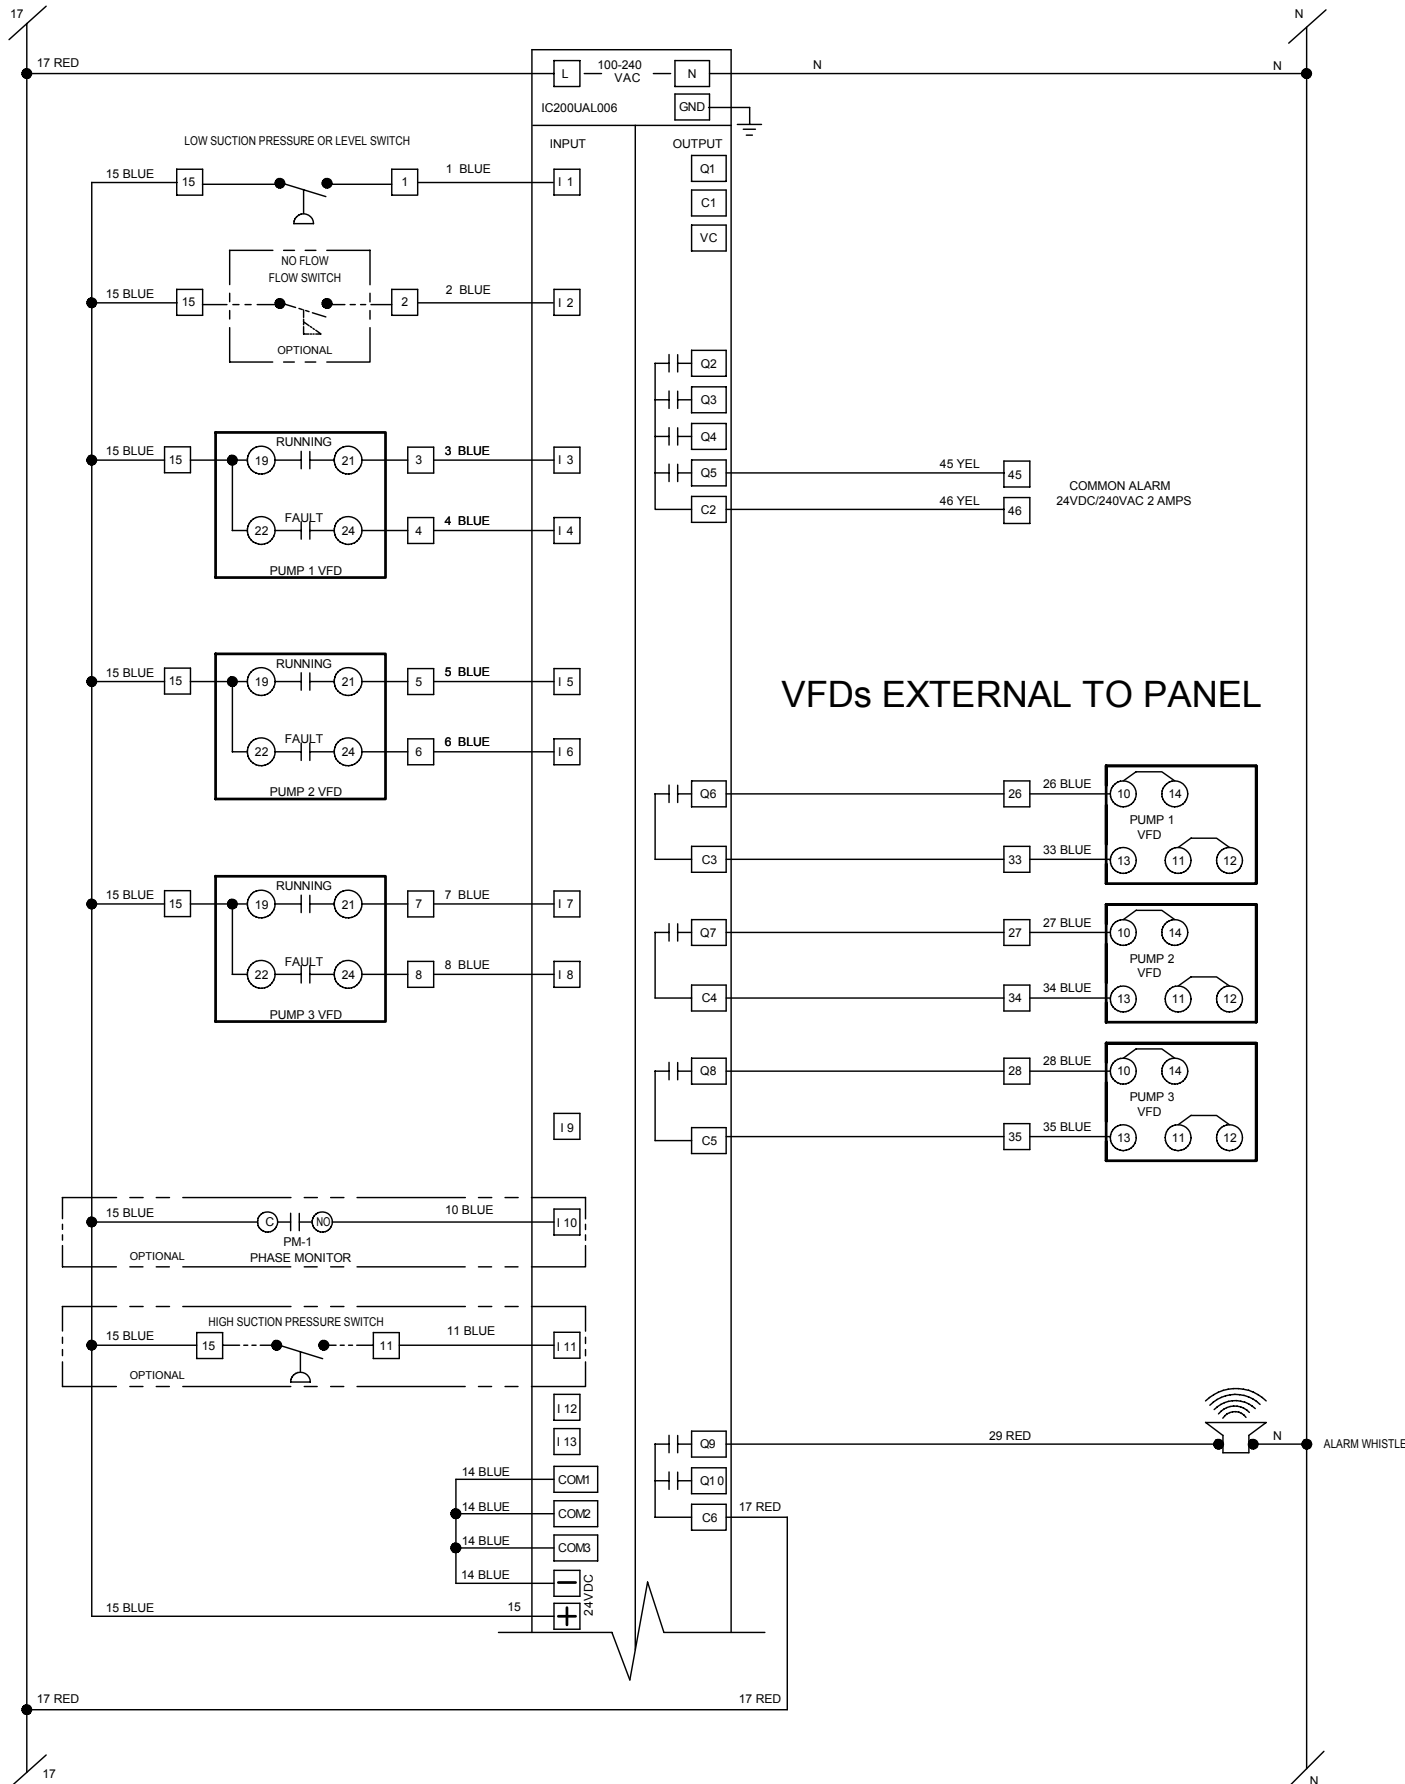 17
N
17 RED
L
100-240
VAC
N
N
N
IC200UAL006
GND
LOW SUCTION PRESSURE OR LEVEL SWITCH
INPUT
OUTPUT
15 BLUE
15
1
1 BLUE
I 1
Q1
C1
VC
NO FLOW
FLOW SWITCH
15 BLUE
15
2
2 BLUE
I 2
OPTIONAL
Q2
Q3
Q4
15 BLUE
15
RUNNING
19
21
3
3 BLUE
I 3
Q5
45 YEL
45
COMMON ALARM
24VDC/240VAC 2 AMPS
C2
46 YEL
46
FAULT
22
24
4
4 BLUE
I 4
PUMP 1 VFD
15 BLUE
15
RUNNING
19
21
5
5 BLUE
I 5
VFDs EXTERNAL TO PANEL
FAULT
22
24
6
6 BLUE
I 6
PUMP 2 VFD
Q6
26
26 BLUE
10
14
PUMP 1
VFD
C3
33
33 BLUE
13
11
12
15 BLUE
15
RUNNING
19
21
7
7 BLUE
I 7
Q7
27
27 BLUE
10
14
PUMP 2
VFD
FAULT
22
24
8
8 BLUE
I 8
PUMP 3 VFD
C4
34
34 BLUE
13
11
12
Q8
28
28 BLUE
10
14
PUMP 3
VFD
I 9
C5
35
35 BLUE
13
11
12
15 BLUE
C
NO
10 BLUE
I 10
PM-1
OPTIONAL
PHASE MONITOR
HIGH SUCTION PRESSURE SWITCH
15 BLUE
15
11
11 BLUE
I 11
OPTIONAL
I 12
I 13
Q9
29 RED
N
ALARM WHISTLE
14 BLUE
COM1
Q10
14 BLUE
COM2
C6
17 RED
14 BLUE
COM3
14 BLUE
−
24VDC
15 BLUE
15
+
17 RED
17 RED
17
N